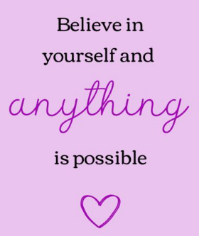 Believe in
yourself and
anything
is possible